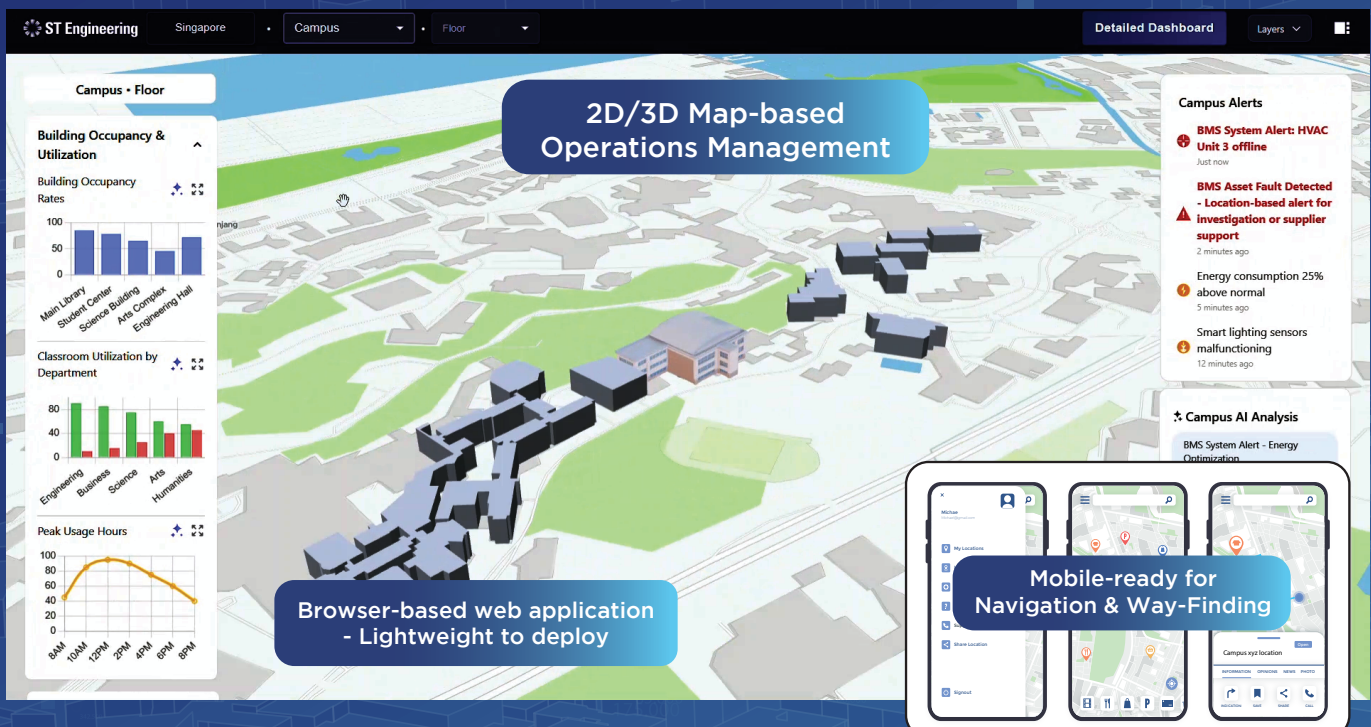 ST Engineering
Singapore
•
Campus
•
Floor
Detailed Dashboard
Layers
2D/3D Map-based
Operations Management
Campus • Floor
Building Occupancy &
Utilization
Building Occupancy
Rates
100
50
0
Main Library
Student Center
Science Building
Arts Complex
Engineering Hall
Classroom Utilization by
Department
80
40
0
Engineering
Business
Science
Arts
Humanities
Peak Usage Hours
100
80
60
40
20
0
8AM
10AM
12PM
2PM
4PM
6PM
8PM
njang
Browser-based web application
- Lightweight to deploy
Campus Alerts
BMS System Alert: HVAC
Unit 3 offline
Just now
BMS Asset Fault Detected
- Location-based alert for
investigation or supplier
support
2 minutes ago
Energy consumption 25%
above normal
5 minutes ago
Smart lighting sensors
malfunctioning
12 minutes ago
Campus AI Analysis
BMS System Alert - Energy
Optimization
Michae
My Locations
Share Location
Signout
P
P
Mobile-ready for
Navigation & Way-Finding
Open
Campus xyz location
INFORMATION OPINIONS NEWS PHOTO
INDICATION SAVE SHARE CALL